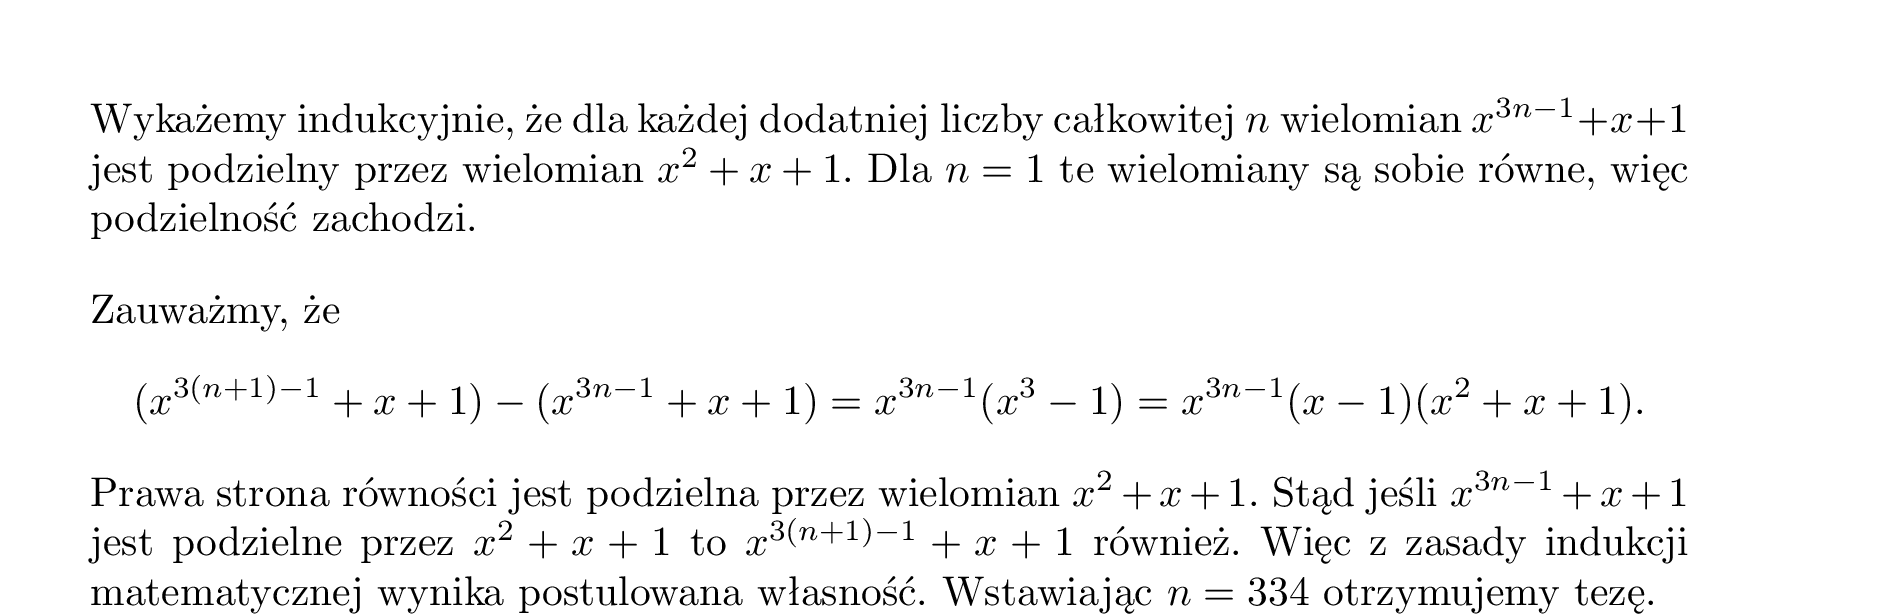 Wykażemy indukcyjnie, że dla każdej dodatniej liczby całkowitej n wielomian x^{3n−1}+x+1
jest podzielny przez wielomian x^2 + x + 1. Dla n = 1 te wielomiany są sobie równe, więc
podzielność zachodzi.
Zauważmy, że
(x^{3(n+1)−1} + x + 1) − (x^{3n−1} + x + 1) = x^{3n−1}(x^3 − 1) = x^{3n−1}(x − 1)(x^2 + x + 1).
Prawa strona równości jest podzielna przez wielomian x^2 + x + 1. Stąd jeśli x^{3n−1} + x + 1
jest podzielne przez x^2 + x + 1 to x^{3(n+1)−1} + x + 1 również. Więc z zasady indukcji
matematycznej wynika postulowana własność. Wstawiając n = 334 otrzymujemy tezę.